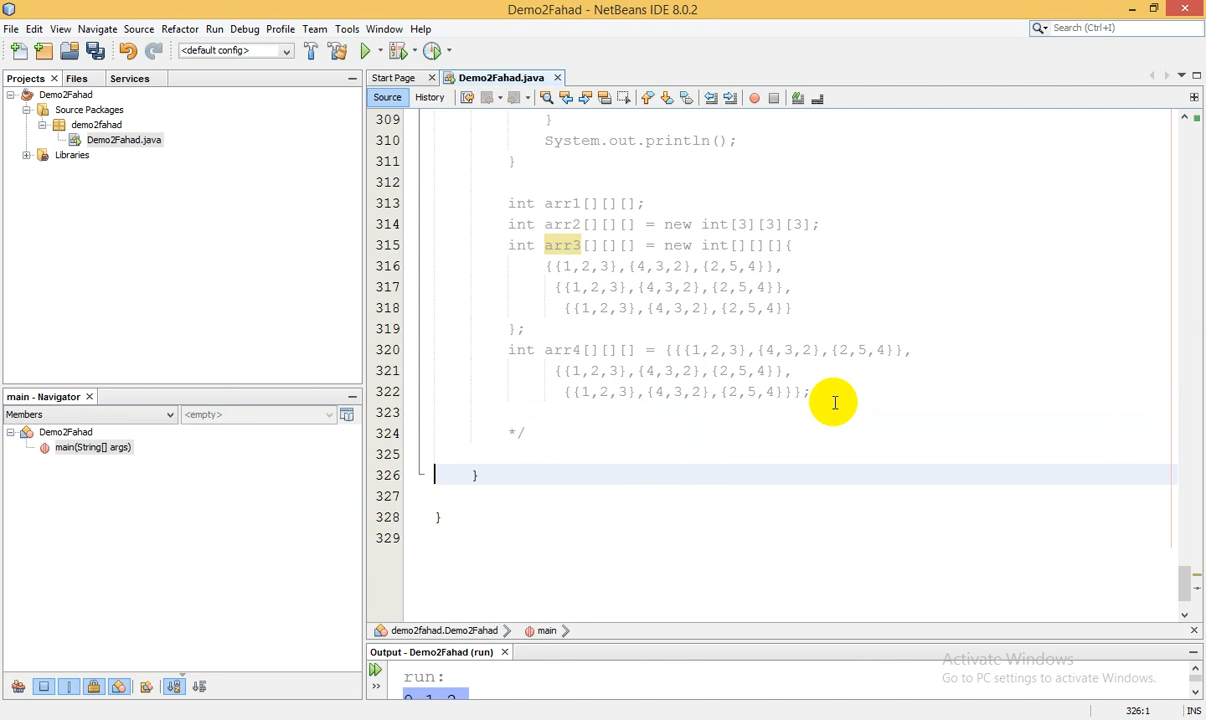 Demo2Fahad - NetBeans IDE 8.0.2
File Edit View Navigate Source Refactor Run Debug Profile Team Tools Window Help
Search (Ctrl+I)
<default config>
Projects Files Services
Start Page Demo2Fahad.java
Source History
Demo2Fahad
Source Packages
demo2fahad
Demo2Fahad.java
Libraries
309 }
310 System.out.println();
311 }
312
313 int arr1[][][];
314 int arr2[][][] = new int[3][3][3];
315 int arr3[][][] = new int[][][]{
316 {{1,2,3},{4,3,2},{2,5,4}},
317 {{1,2,3},{4,3,2},{2,5,4}},
318 {{1,2,3},{4,3,2},{2,5,4}}
319 };
320 int arr4[][][] = {{{1,2,3},{4,3,2},{2,5,4}},
321 {{1,2,3},{4,3,2},{2,5,4}},
322 {{1,2,3},{4,3,2},{2,5,4}}};
323
324 */
325
326 }
327
328 }
329
main - Navigator
Members <empty>
Demo2Fahad
main(String[] args)
demo2fahad.Demo2Fahad main
Output - Demo2Fahad (run)
run:
0 1 2
Activate Windows
Go to PC settings to activate Windows.
326:1 INS